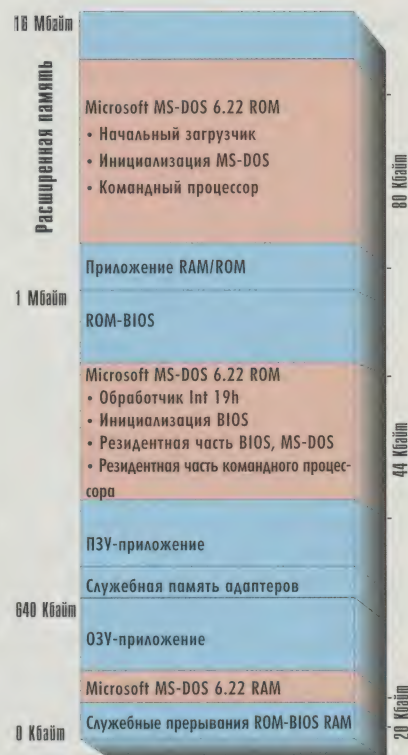 16 Мбайт
Расширенная память
Microsoft MS-DOS 6.22 ROM
• Начальный загрузчик
• Инициализация MS-DOS
• Командный процессор
80 Кбайт
Приложение RAM/ROM
1 Мбайт
ROM-BIOS
Microsoft MS-DOS 6.22 ROM
• Обработчик Int 19h
• Инициализация BIOS
• Резидентная часть BIOS, MS-DOS
• Резидентная часть командного процес-
сора
44 Кбайт
ПЗУ-приложение
Служебная память адаптеров
640 Кбайт
ОЗУ-приложение
Microsoft MS-DOS 6.22 RAM
20 Кбайт
Служебные прерывания ROM-BIOS RAM
0 Кбайт